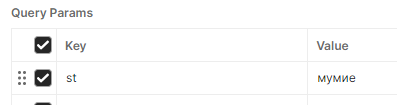 Query Params
Key Value
st мумие